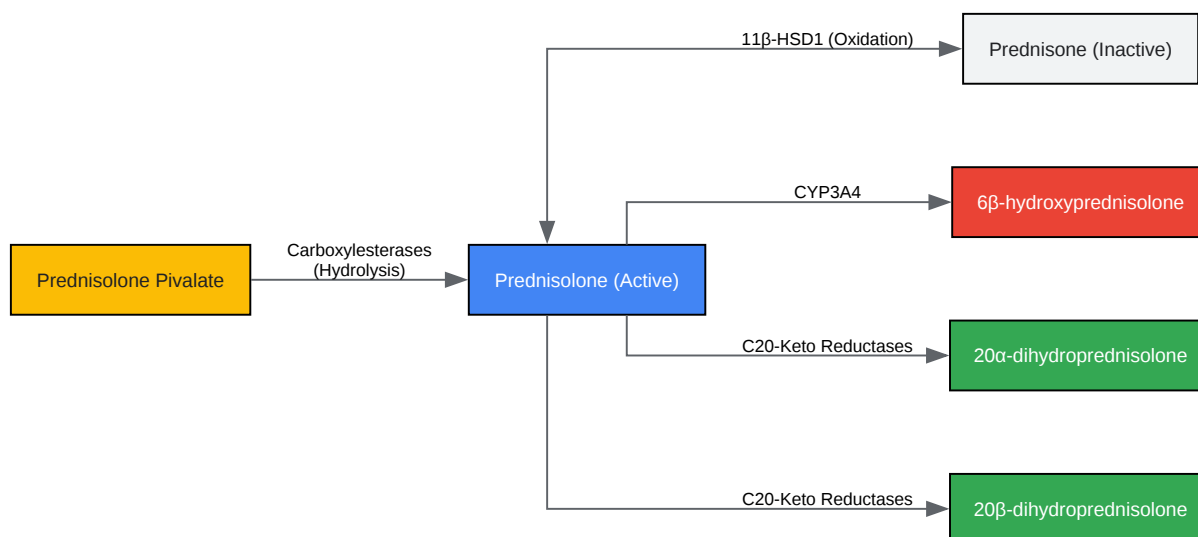 11β-HSD1 (Oxidation)
Prednisone (Inactive)
CYP3A4
6β-hydroxyprednisolone
Prednisolone Pivalate
Carboxylesterases
(Hydrolysis)
Prednisolone (Active)
C20-Keto Reductases
20α-dihydroprednisolone
C20-Keto Reductases
20β-dihydroprednisolone